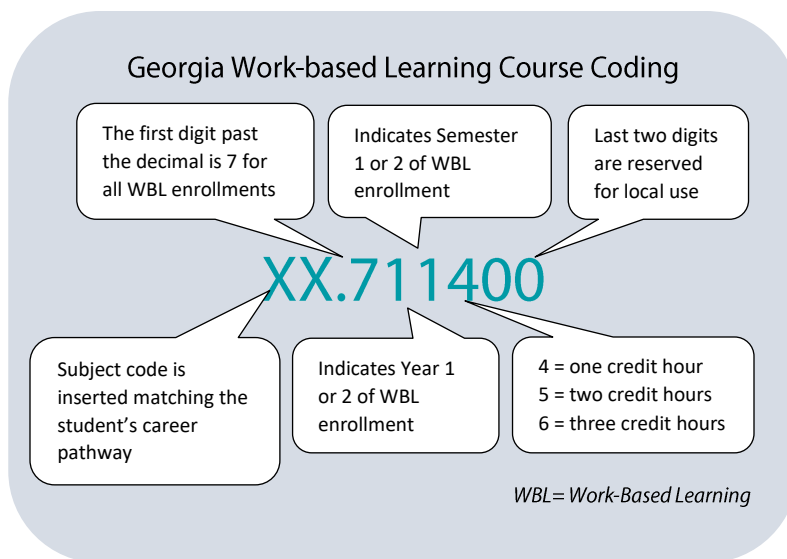 Georgia Work-based Learning Course Coding
The first digit past
the decimal is 7 for
all WBL enrollments
Indicates Semester
1 or 2 of WBL
enrollment
Last two digits
are reserved
for local use
XX.711400
Subject code is
inserted matching the
student’s career
pathway
Indicates Year 1
or 2 of WBL
enrollment
4 = one credit hour
5 = two credit hours
6 = three credit hours
WBL= Work-Based Learning